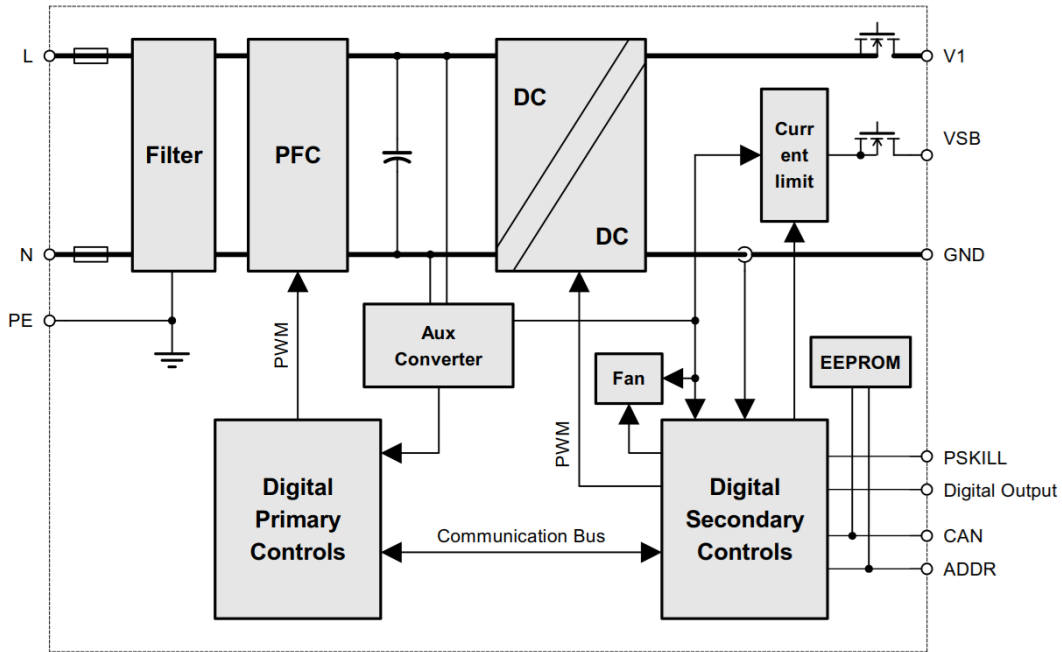 L
V1
DC
Filter
PFC
Curr
ent
limit
VSB
DC
N
GND
PE
PWM
Aux
Converter
Fan
EEPROM
PWM
PSKILL
Digital
Primary
Controls
Digital
Secondary
Controls
Digital Output
Communication Bus
CAN
ADDR